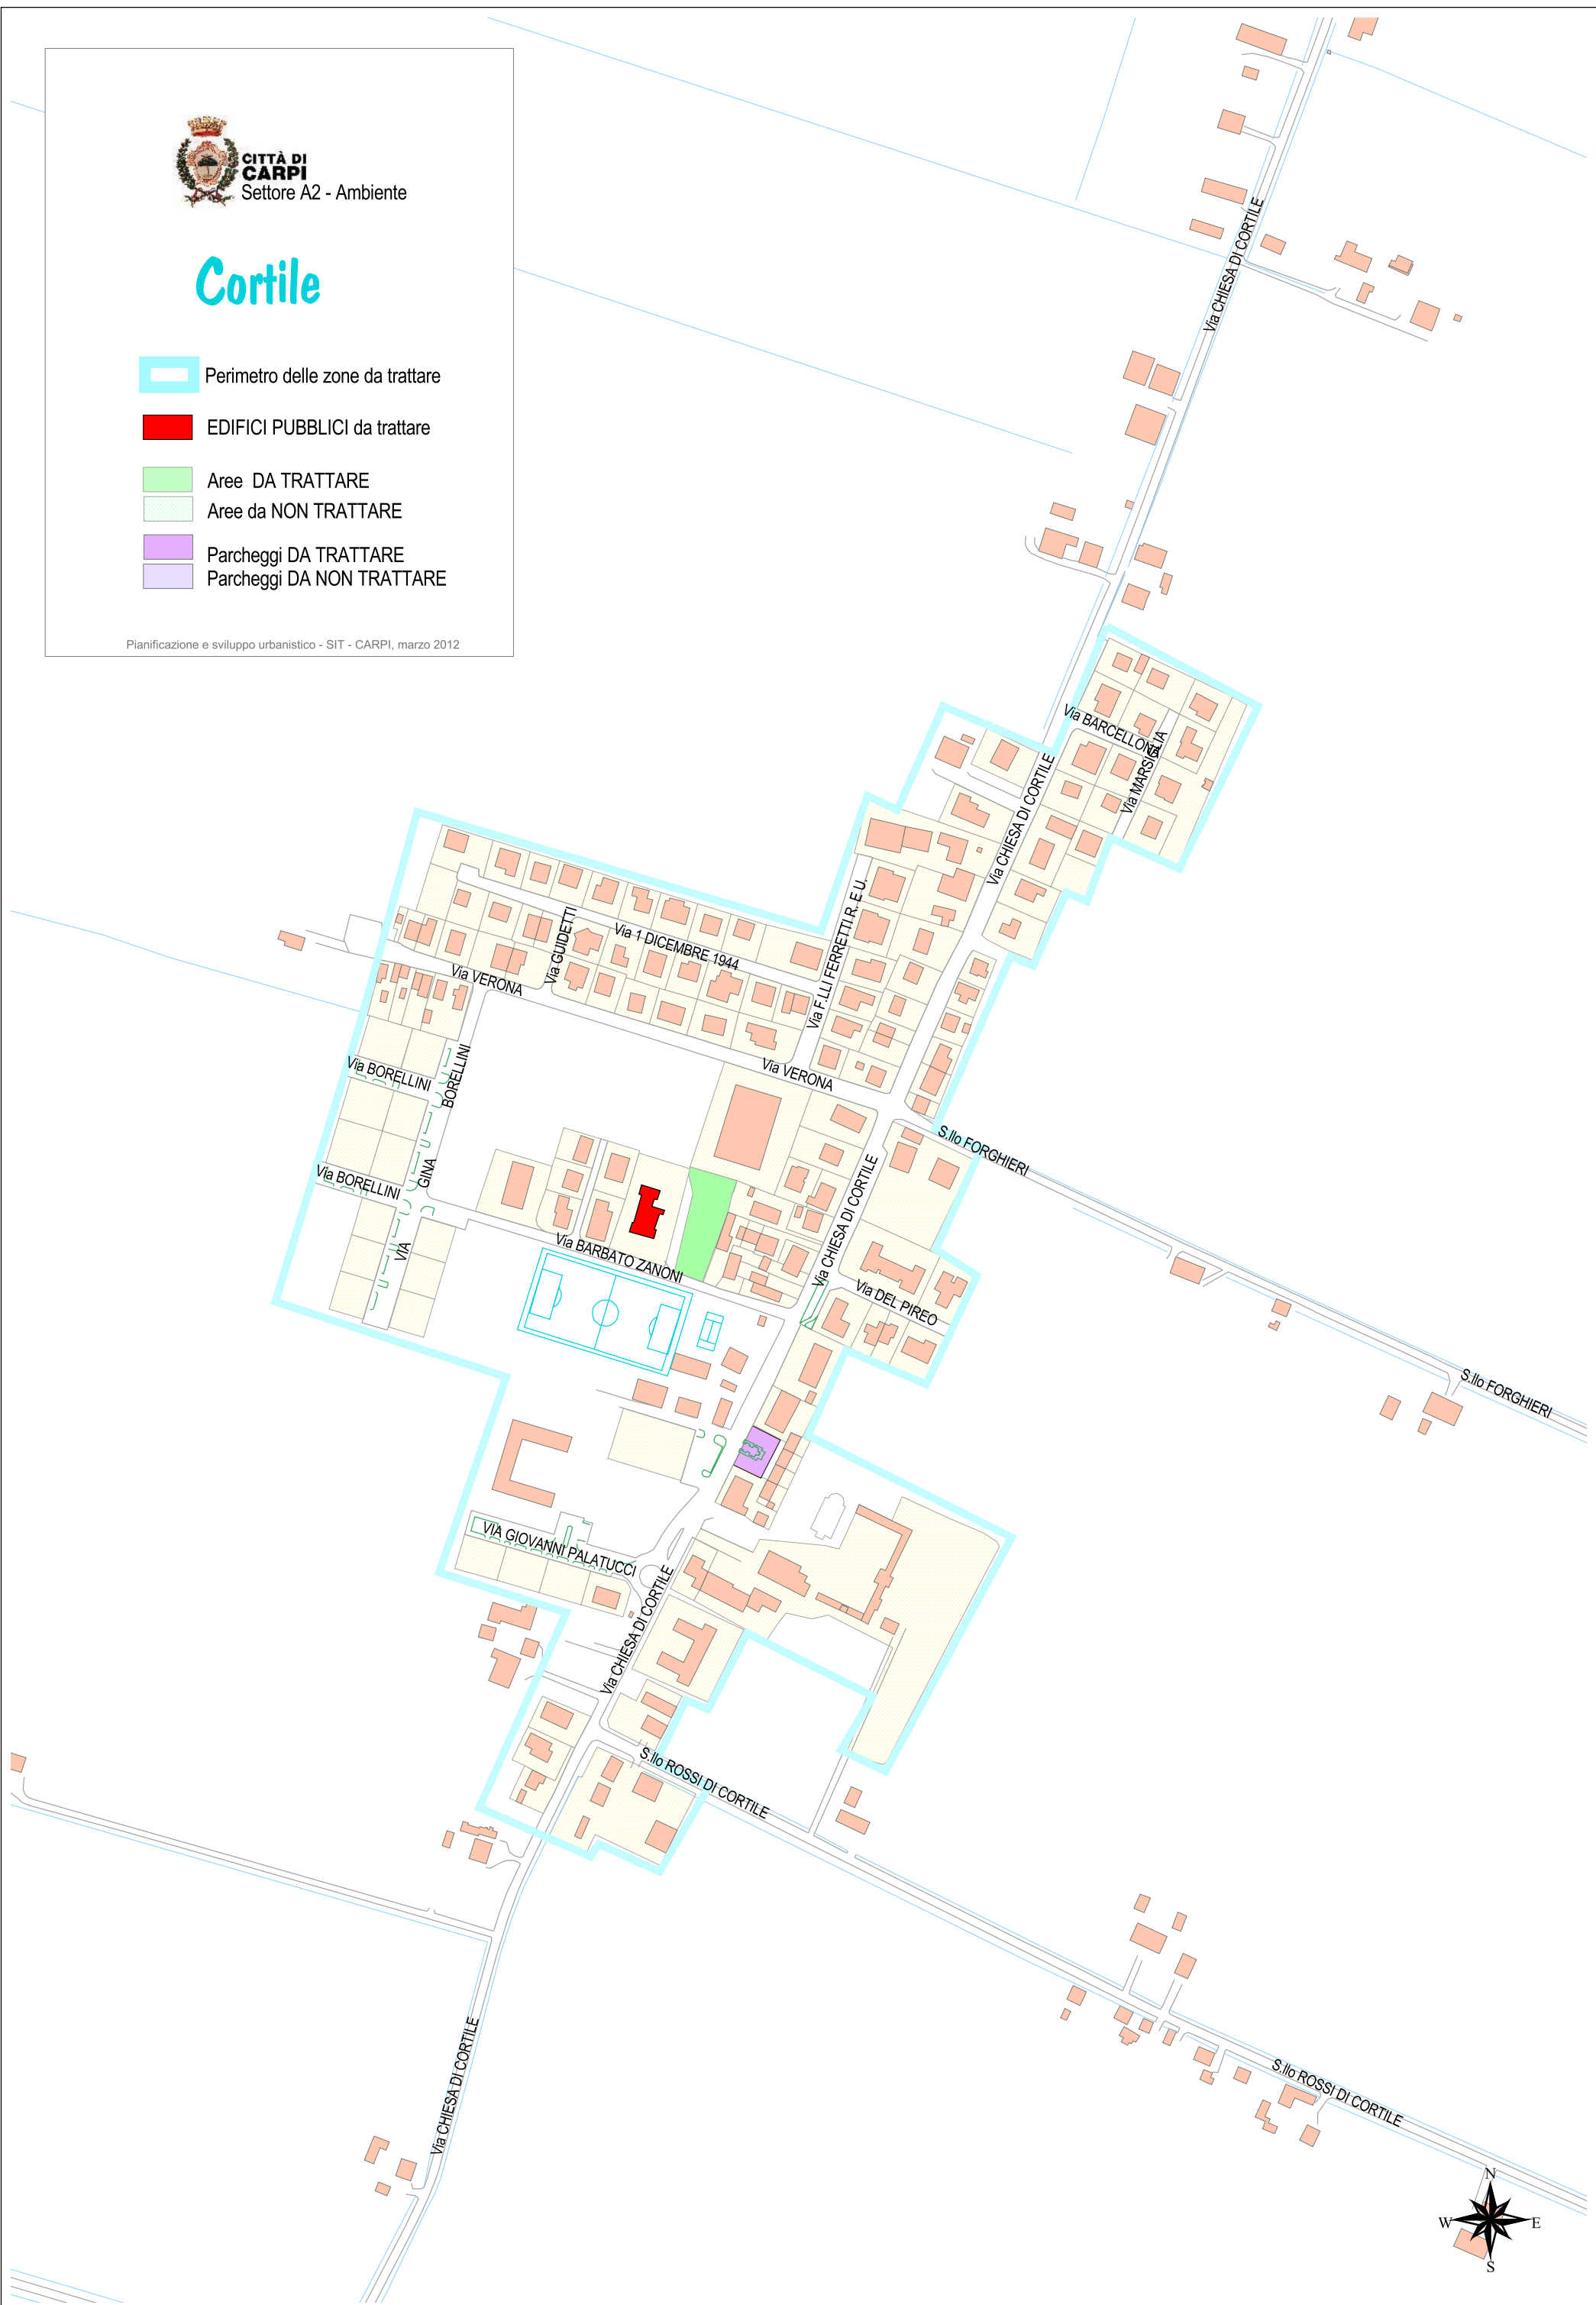 CITTÀ DI
CARPI
Settore A2 - Ambiente
Cortile
Perimetro delle zone da trattare
EDIFICI PUBBLICI da trattare
Aree DA TRATTARE
Aree da NON TRATTARE
Parcheggi DA TRATTARE
Parcheggi DA NON TRATTARE
Pianificazione e sviluppo urbanistico - SIT - CARPI, marzo 2012
Via CHIESA DI CORTILE
Via BARCELLONA
Via MARSIGLIA
Via CHIESA DI CORTILE
Via F.LLI FERRETTI R. E U.
Via GUIDETTI
Via 1 DICEMBRE 1944
Via VERONA
Via VERONA
Via BORELLINI
Via BORELLINI
VIA
GINA
BORELLINI
S.llo FORGHIERI
Via CHIESA DI CORTILE
Via BARBATO ZANONI
Via DEL PIREO
S.llo FORGHIERI
VIA GIOVANNI PALATUCCI
Via CHIESA DI CORTILE
S.llo ROSSI DI CORTILE
Via CHIESA DI CORTILE
S.llo ROSSI DI CORTILE
N
W
E
S